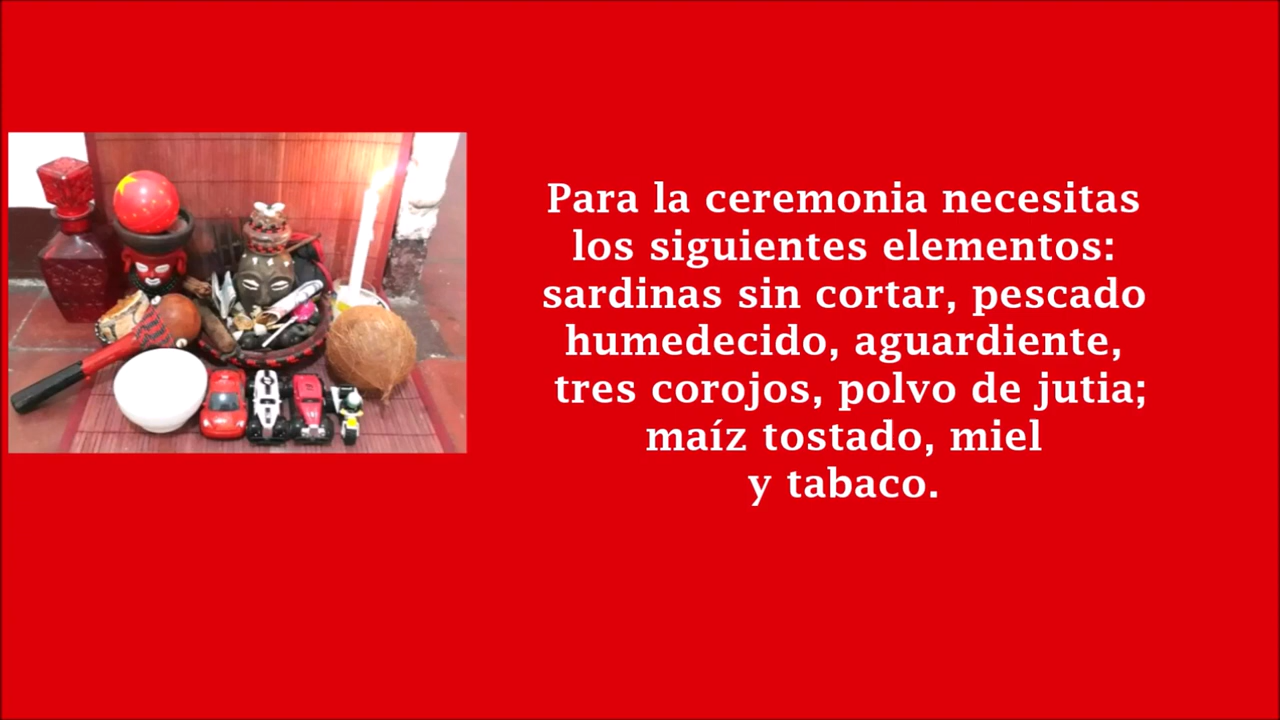 Para la ceremonia necesitas
los siguientes elementos:
sardinas sin cortar, pescado
humedecido, aguardiente,
tres corojos, polvo de jutia;
maíz tostado, miel
y tabaco.